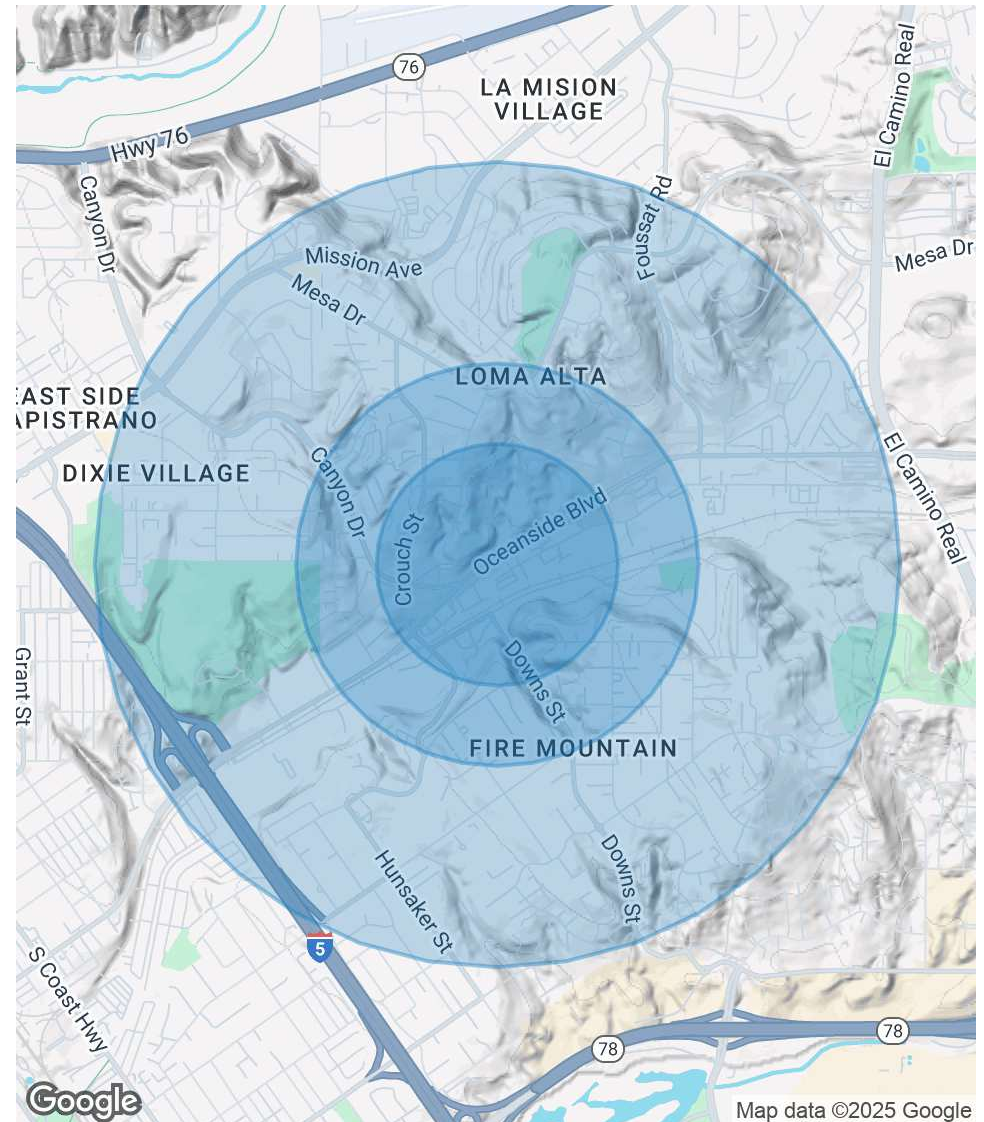 76
LA MISION
VILLAGE
El Camino Real
Hwy 76
Canyon Dr
Foussat Rd
Mesa Dr
Mission Ave
Mesa Dr
LOMA ALTA
EAST SIDE
APISTRANO
DIXIE VILLAGE
El Camino Real
Canyon Dr
Crouch St
Oceanside Blvd
Grant St
Downs St
FIRE MOUNTAIN
Hunsaker St
Downs St
5
S Coast Hwy
78
78
Google
Map data ©2025 Google